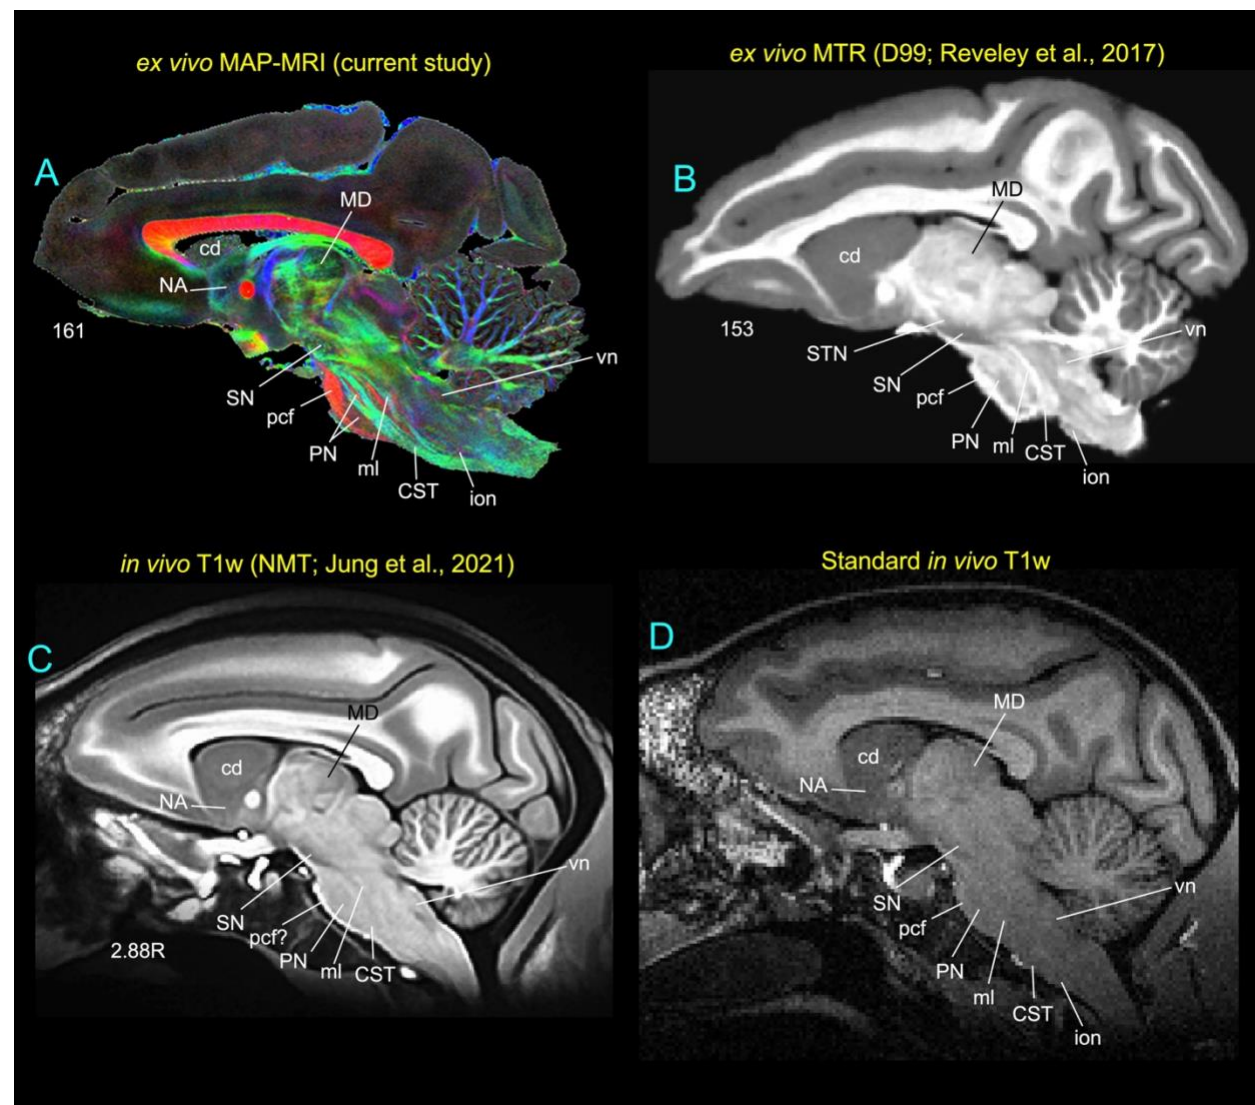 ex vivo MAP-MRI (current study)
A
MD
cd
NA
161
SN
pcf
PN
ml
CST
ion
vn
ex vivo MTR (D99; Reveley et al., 2017)
B
MD
cd
153
STN
SN
pcf
PN
ml
CST
ion
vn
in vivo T1w (NMT; Jung et al., 2021)
C
MD
cd
NA
SN
pcf?
2.88R
PN
ml
CST
vn
Standard in vivo T1w
D
MD
cd
NA
SN
pcf
PN
ml
CST
ion
vn